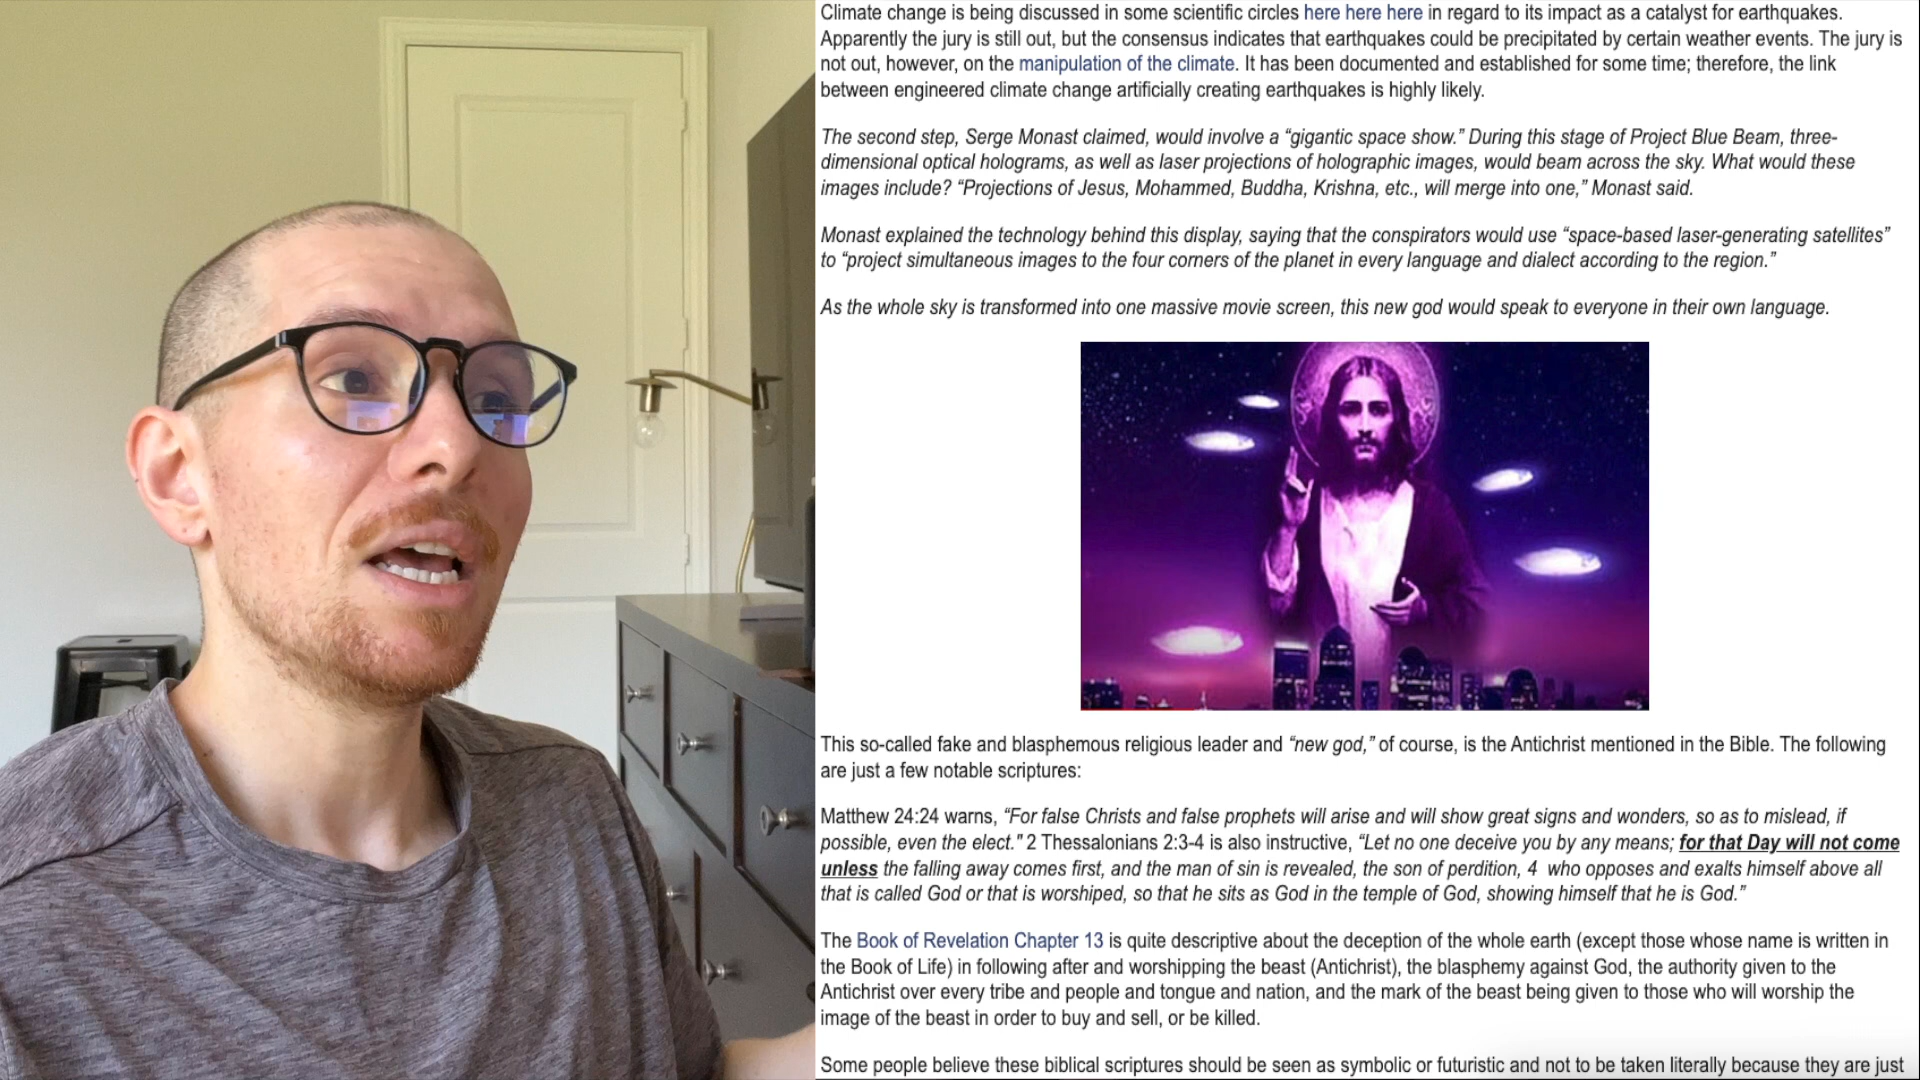 Climate change is being discussed in some scientific circles here here here in regard to its impact as a catalyst for earthquakes.
Apparently the jury is still out, but the consensus indicates that earthquakes could be precipitated by certain weather events. The jury is
not out, however, on the manipulation of the climate. It has been documented and established for some time; therefore, the link
between engineered climate change artificially creating earthquakes is highly likely.
The second step, Serge Monast claimed, would involve a “gigantic space show.” During this stage of Project Blue Beam, three-
dimensional optical holograms, as well as laser projections of holographic images, would beam across the sky. What would these
images include? “Projections of Jesus, Mohammed, Buddha, Krishna, etc., will merge into one,” Monast said.
Monast explained the technology behind this display, saying that the conspirators would use “space-based laser-generating satellites”
to “project simultaneous images to the four corners of the planet in every language and dialect according to the region.”
As the whole sky is transformed into one massive movie screen, this new god would speak to everyone in their own language.
This so-called fake and blasphemous religious leader and “new god,” of course, is the Antichrist mentioned in the Bible. The following
are just a few notable scriptures:
Matthew 24:24 warns, “For false Christs and false prophets will arise and will show great signs and wonders, so as to mislead, if
possible, even the elect." 2 Thessalonians 2:3-4 is also instructive, “Let no one deceive you by any means; for that Day will not come
unless the falling away comes first, and the man of sin is revealed, the son of perdition, 4 who opposes and exalts himself above all
that is called God or that is worshiped, so that he sits as God in the temple of God, showing himself that he is God.”
The Book of Revelation Chapter 13 is quite descriptive about the deception of the whole earth (except those whose name is written in
the Book of Life) in following after and worshipping the beast (Antichrist), the blasphemy against God, the authority given to the
Antichrist over every tribe and people and tongue and nation, and the mark of the beast being given to those who will worship the
image of the beast in order to buy and sell, or be killed.
Some people believe these biblical scriptures should be seen as symbolic or futuristic and not to be taken literally because they are just